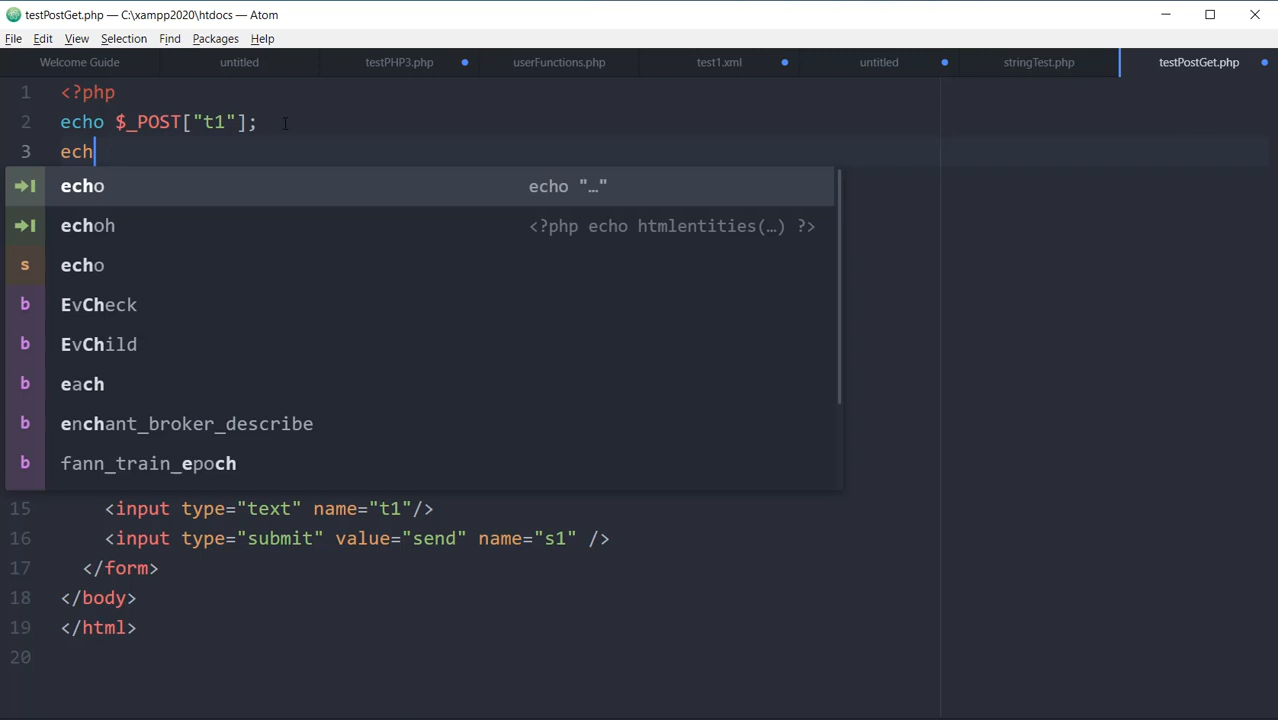 testPostGet.php — C:\xampp2020\htdocs — Atom
File Edit View Selection Find Packages Help
Welcome Guide untitled testPHP3.php userFunctions.php test1.xml untitled stringTest.php testPostGet.php
1 <?php
2 echo $_POST["t1"];
3 ech
echo echo "…"
echoh <?php echo htmlentities(…) ?>
s echo
b EvCheck
b EvChild
b each
b enchant_broker_describe
b fann_train_epoch
15 <input type="text" name="t1"/>
16 <input type="submit" value="send" name="s1" />
17 </form>
18 </body>
19 </html>
20